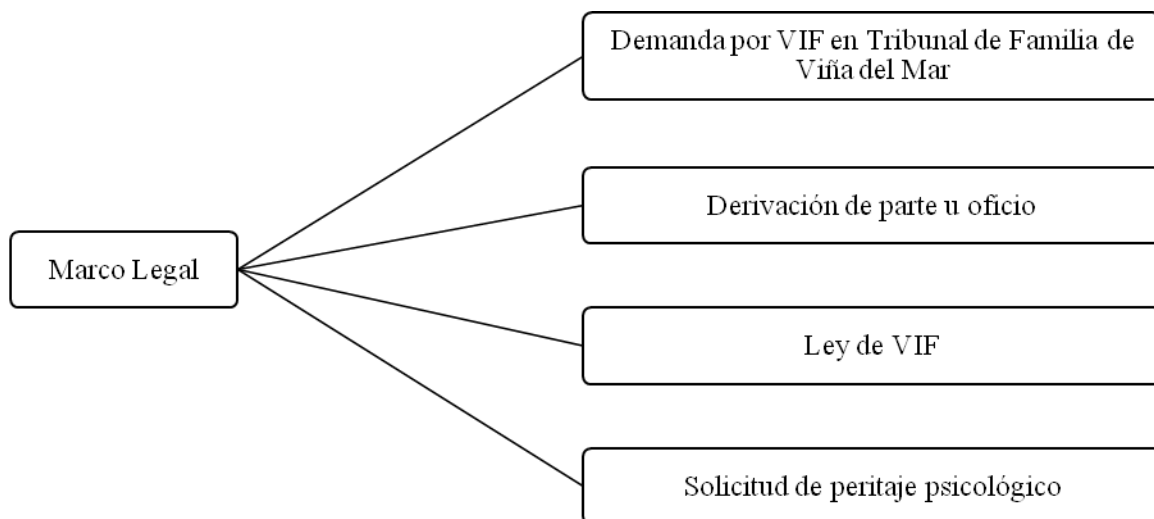 Demanda por VIF en Tribunal de Familia de
Viña del Mar
Derivación de parte u oficio
Marco Legal
Ley de VIF
Solicitud de peritaje psicológico